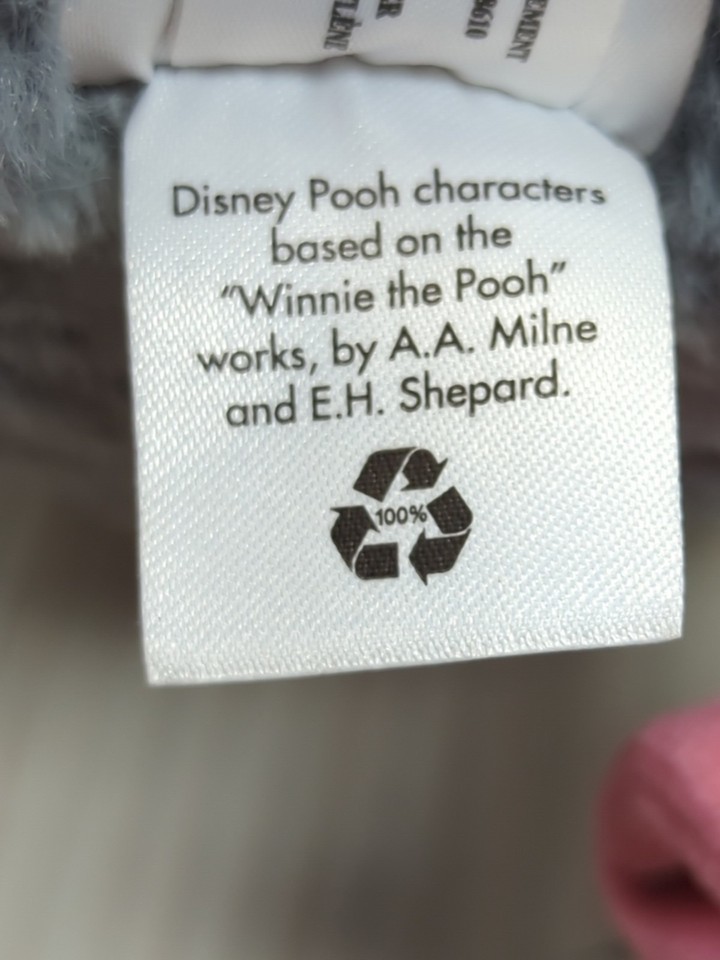 Disney Pooh characters
based on the
“Winnie the Pooh”
works, by A.A. Milne
and E.H. Shepard.
100%